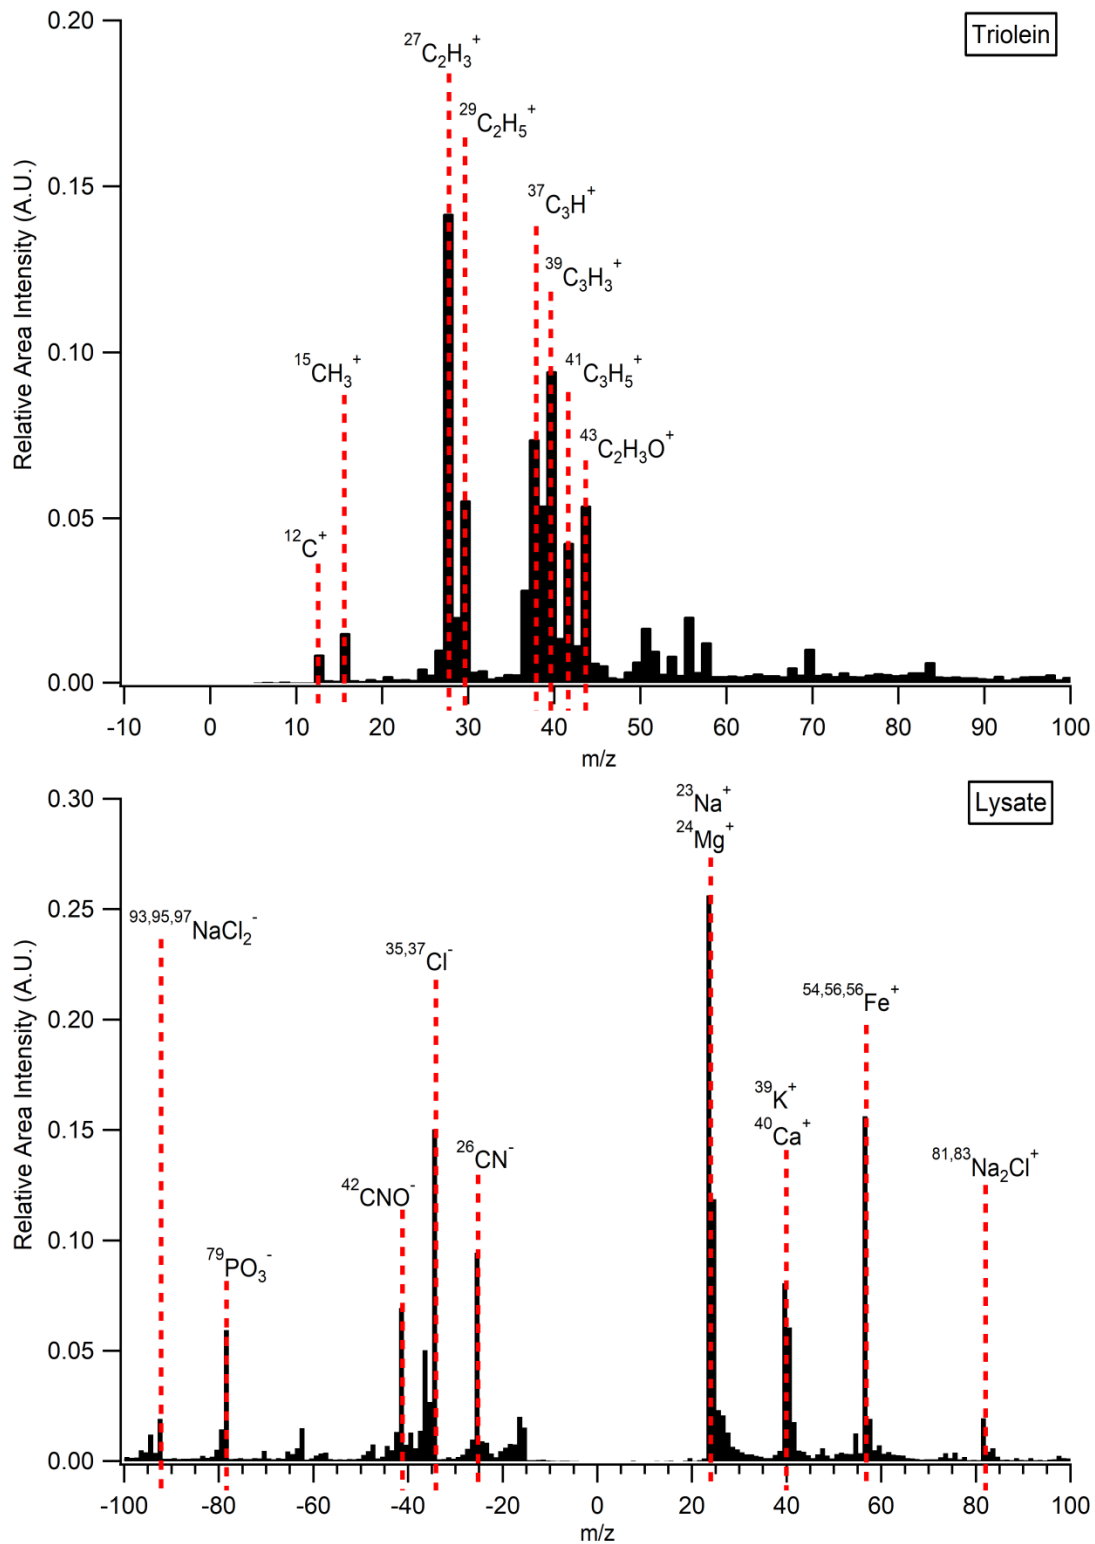 Triolein
0.20
0.15
0.10
0.05
0.00
Relative Area Intensity (A.U.)
²⁷C₂H₃⁺
²⁹C₂H₅⁺
³⁷C₃H⁺
³⁹C₃H₃⁺
¹⁵CH₃⁺
⁴¹C₃H₅⁺
⁴³C₂H₃O⁺
¹²C⁺
-10 0 10 20 30 40 50 60 70 80 90 100
m/z
Lysate
0.30
0.25
0.20
0.15
0.10
0.05
0.00
Relative Area Intensity (A.U.)
²³Na⁺
²⁴Mg⁺
⁹³,⁹⁵,⁹⁷NaCl₂⁻
³⁵,³⁷Cl⁻
⁵⁴,⁵⁶,⁵⁶Fe⁺
³⁹K⁺
⁴⁰Ca⁺
²⁶CN⁻
⁸¹,⁸³Na₂Cl⁺
⁴²CNO⁻
⁷⁹PO₃⁻
-100 -80 -60 -40 -20 0 20 40 60 80 100
m/z